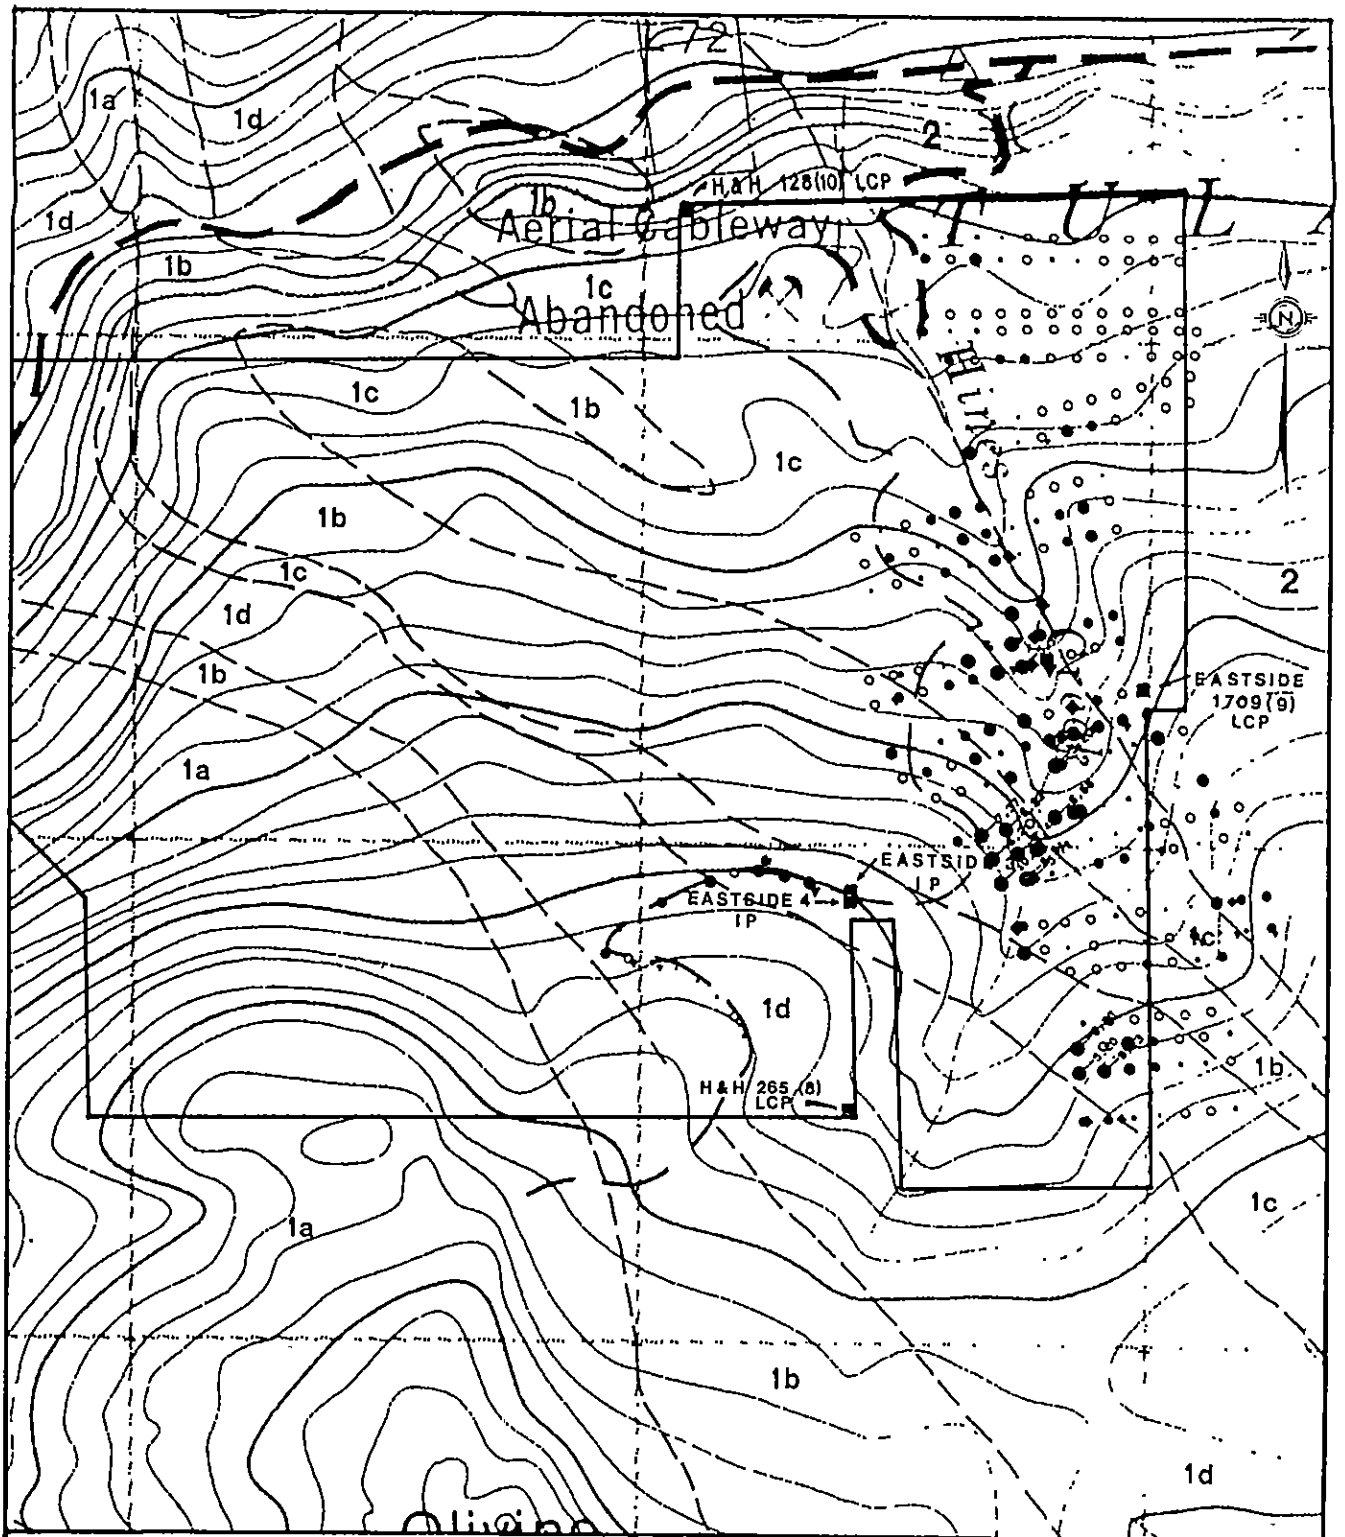 72
1a
1d
2
H & H 128(10) LCP
1b
1d
Aerial Cableway
T U L
1b
1c
Abandoned
N
Hines
1c
1b
1c
1b
1c
2
1d
1b
EASTSIDE
1709(9)
LCP
1a
EASTSIDE
I P
EASTSIDE 4
IP
1c
1d
1b
H & H 265 (8)
LCP
1c
1a
1b
1d